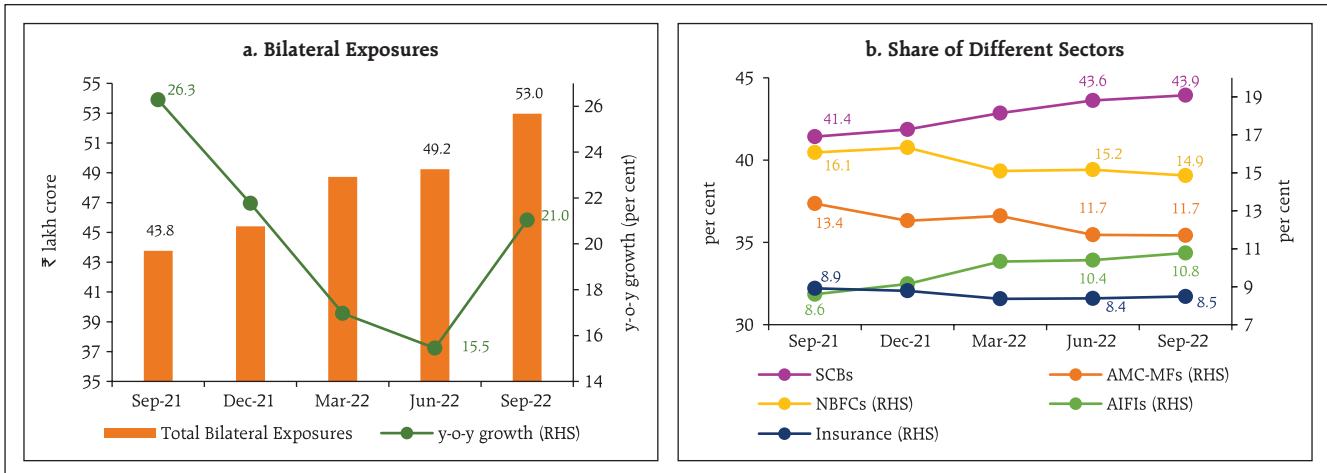 a. Bilateral Exposures
₹ lakh crore
55
53
51
49
47
45
43
41
39
37
35
26.3
43.8
49.2
15.5
53.0
21.0
26
24
22
20
18
16
14
y-o-y growth (per cent)
Sep-21 Dec-21 Mar-22 Jun-22 Sep-22
Total Bilateral Exposures y-o-y growth (RHS)
b. Share of Different Sectors
per cent
45
40
35
30
41.4 43.6 43.9
16.1 15.2 14.9
13.4 11.7 11.7
8.9 10.4 10.8
8.6 8.4 8.5
19
17
15
13
11
9
7
per cent
Sep-21 Dec-21 Mar-22 Jun-22 Sep-22
SCBs AMC-MFs (RHS)
NBFCs (RHS) AIFIs (RHS)
Insurance (RHS)